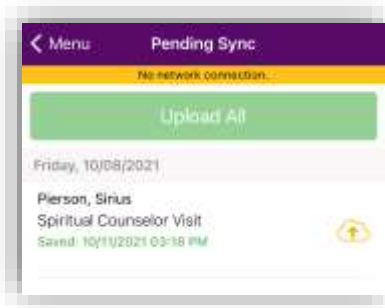 Menu Pending Sync
No network connection.
Upload All
Friday, 10/08/2021
Pierson, Sirius
Spiritual Counselor Visit
Saved: 10/11/2021 03:18 PM